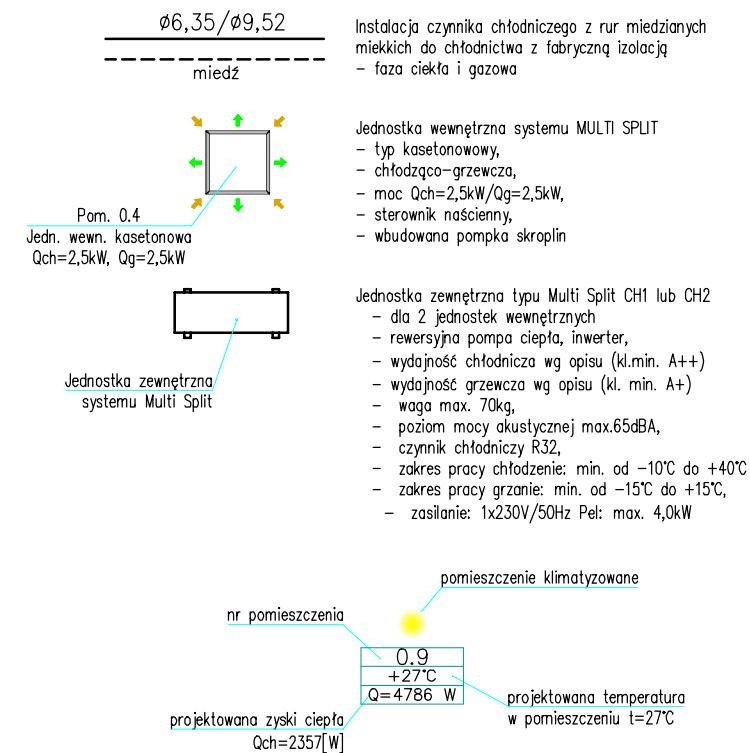 Ø6,35/Ø9,52
miedź
Instalacja czynnika chłodniczego z rur miedzianych
miekkich do chłodnictwa z fabryczną izolacją
– faza ciekła i gazowa
Pom. 0.4
Jedn. wewn. kasetonowa
Qch=2,5kW, Qg=2,5kW
Jednostka wewnętrzna systemu MULTI SPLIT
– typ kasetonowowy,
– chłodząco-grzewcza,
– moc Qch=2,5kW/Qg=2,5kW,
– sterownik naścienny,
– wbudowana pompka skroplin
Jednostka zewnętrzna
systemu Multi Split
Jednostka zewnętrzna typu Multi Split CH1 lub CH2
– dla 2 jednostek wewnętrznych
– rewersyjna pompa ciepła, inwerter,
– wydajność chłodnicza wg opisu (kl.min. A++)
– wydajność grzewcza wg opisu (kl. min. A+)
– waga max. 70kg,
– poziom mocy akustycznej max.65dBA,
– czynnik chłodniczy R32,
– zakres pracy chłodzenie: min. od –10°C do +40°C
– zakres pracy grzanie: min. od –15°C do +15°C,
– zasilanie: 1x230V/50Hz Pel: max. 4,0kW
pomieszczenie klimatyzowane
nr pomieszczenia
0.9
+27°C
Q=4786 W
projektowana temperatura
w pomieszczeniu t=27°C
projektowana zyski ciepła
Qch=2357[W]